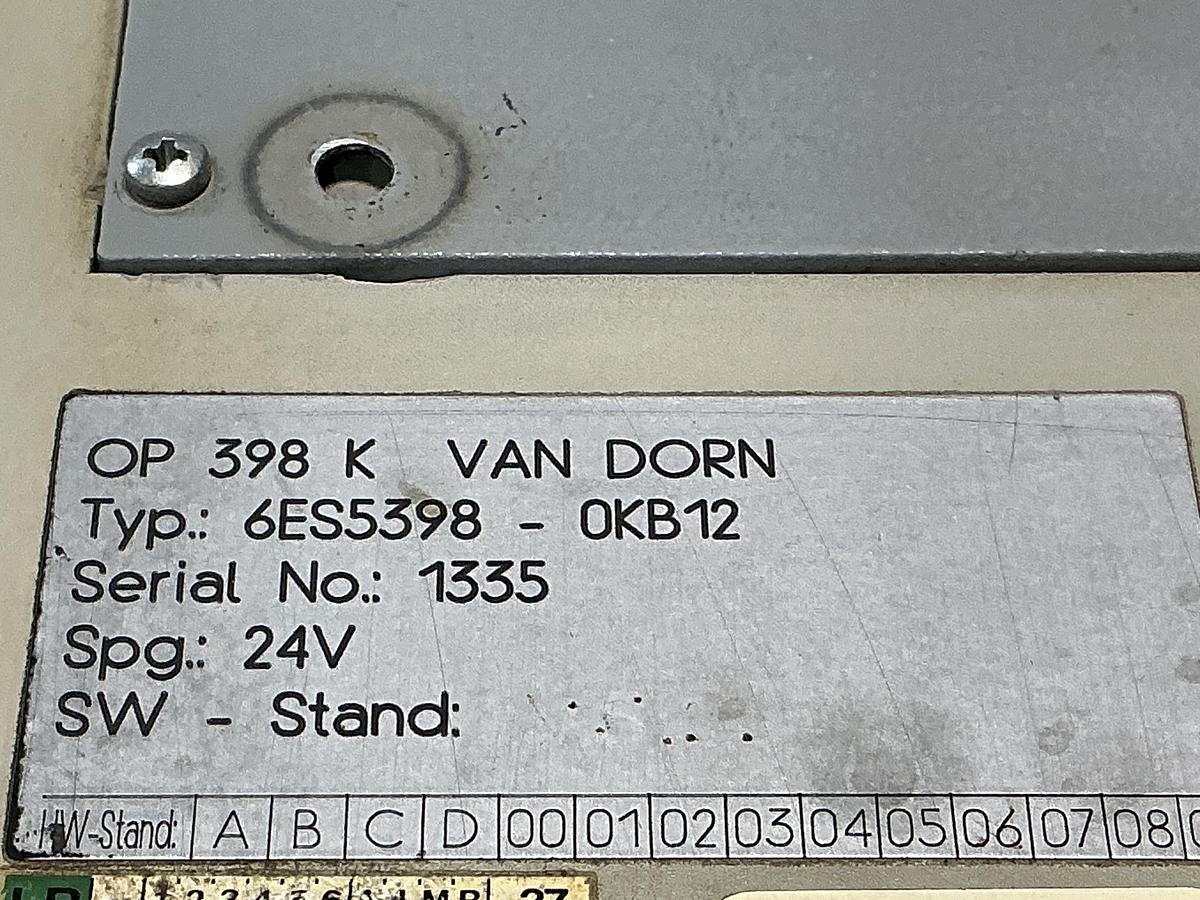 OP 398 K VAN DORN
Typ.: 6ES5398 - 0KB12
Serial No.: 1335
Spg.: 24V
SW - Stand:
HW-Stand: A B C D 00 01 02 03 04 05 06 07 08
27